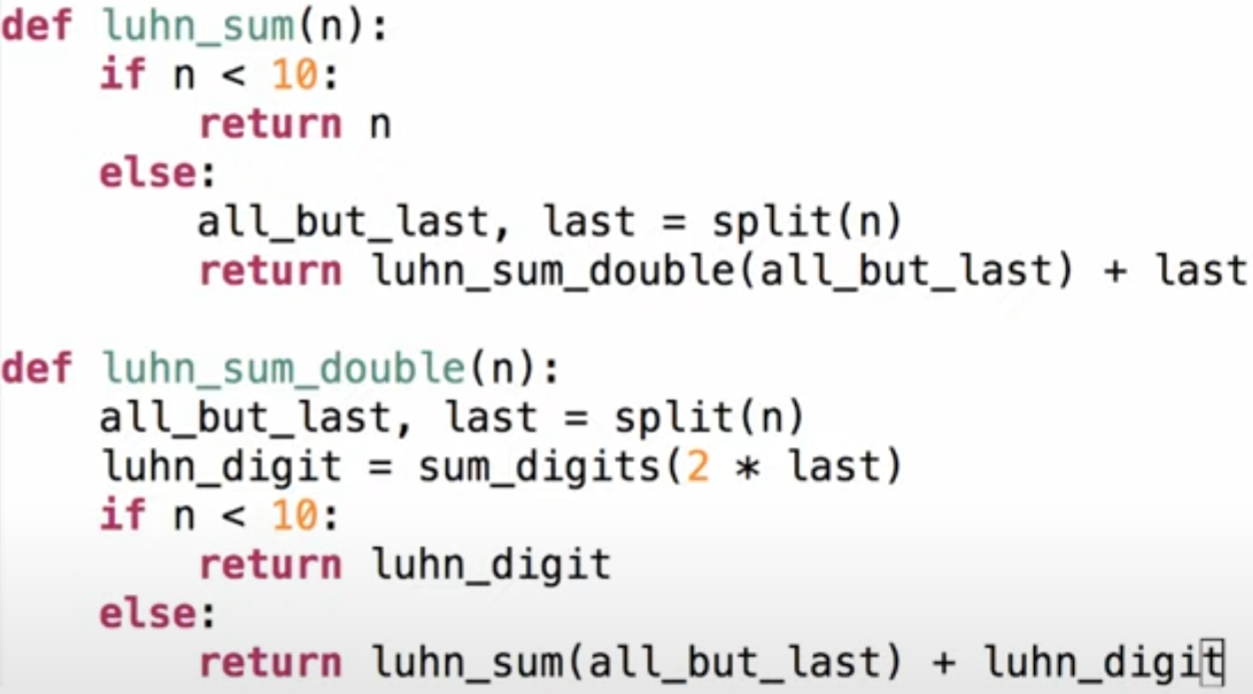 def luhn_sum(n):
    if n < 10:
        return n
    else:
        all_but_last, last = split(n)
        return luhn_sum_double(all_but_last) + last
def luhn_sum_double(n):
    all_but_last, last = split(n)
    luhn_digit = sum_digits(2 * last)
    if n < 10:
        return luhn_digit
    else:
        return luhn_sum(all_but_last) + luhn_digit